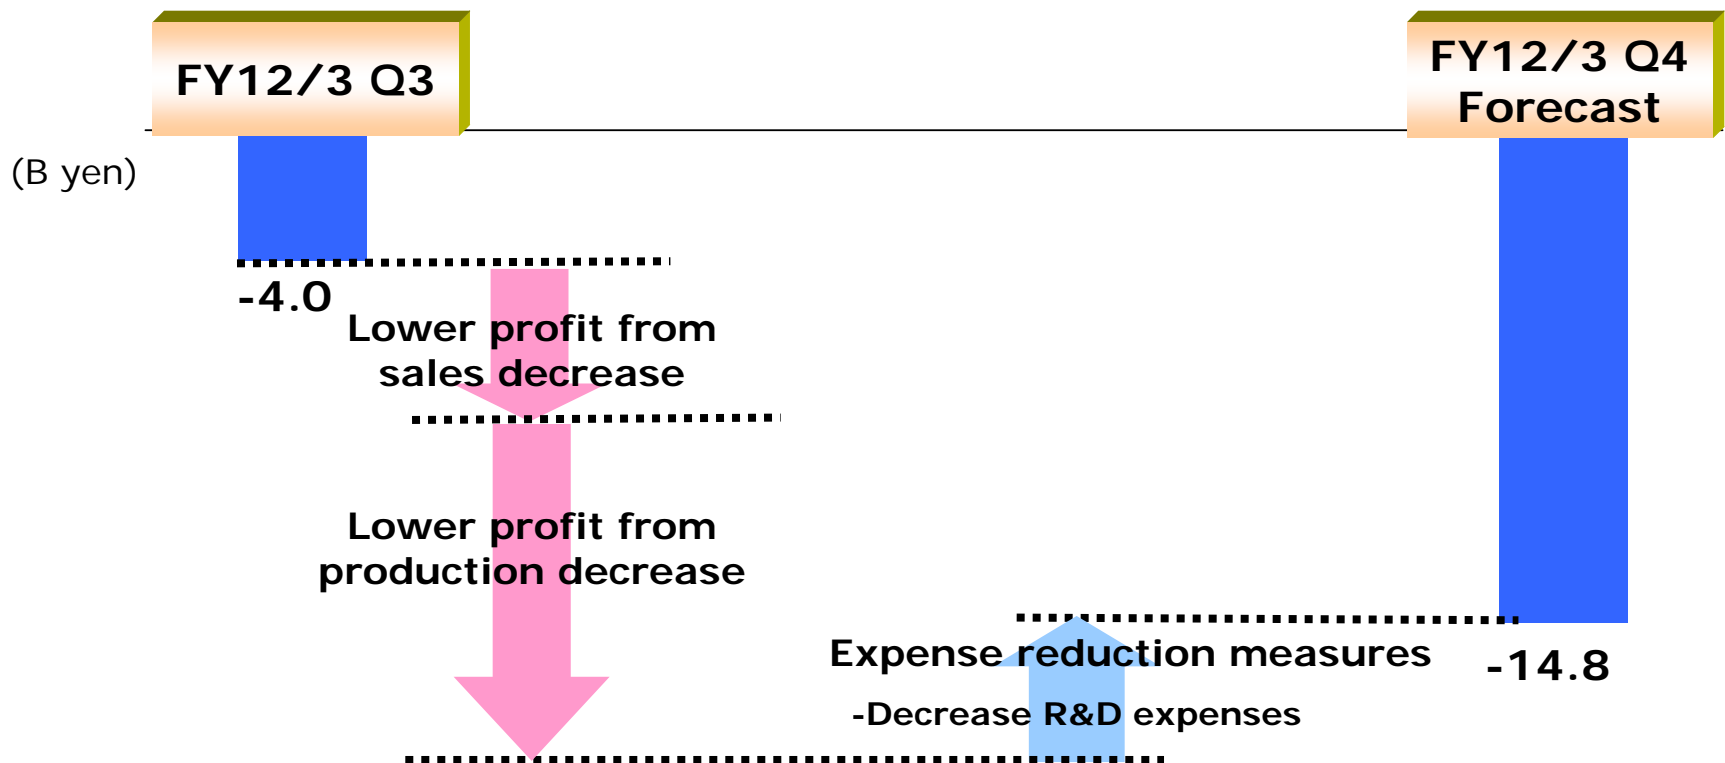 FY12/3 Q3
FY12/3 Q4
Forecast
(B yen)
-4.0
Lower profit from
sales decrease
Lower profit from
production decrease
Expense reduction measures
-Decrease R&D expenses
-14.8